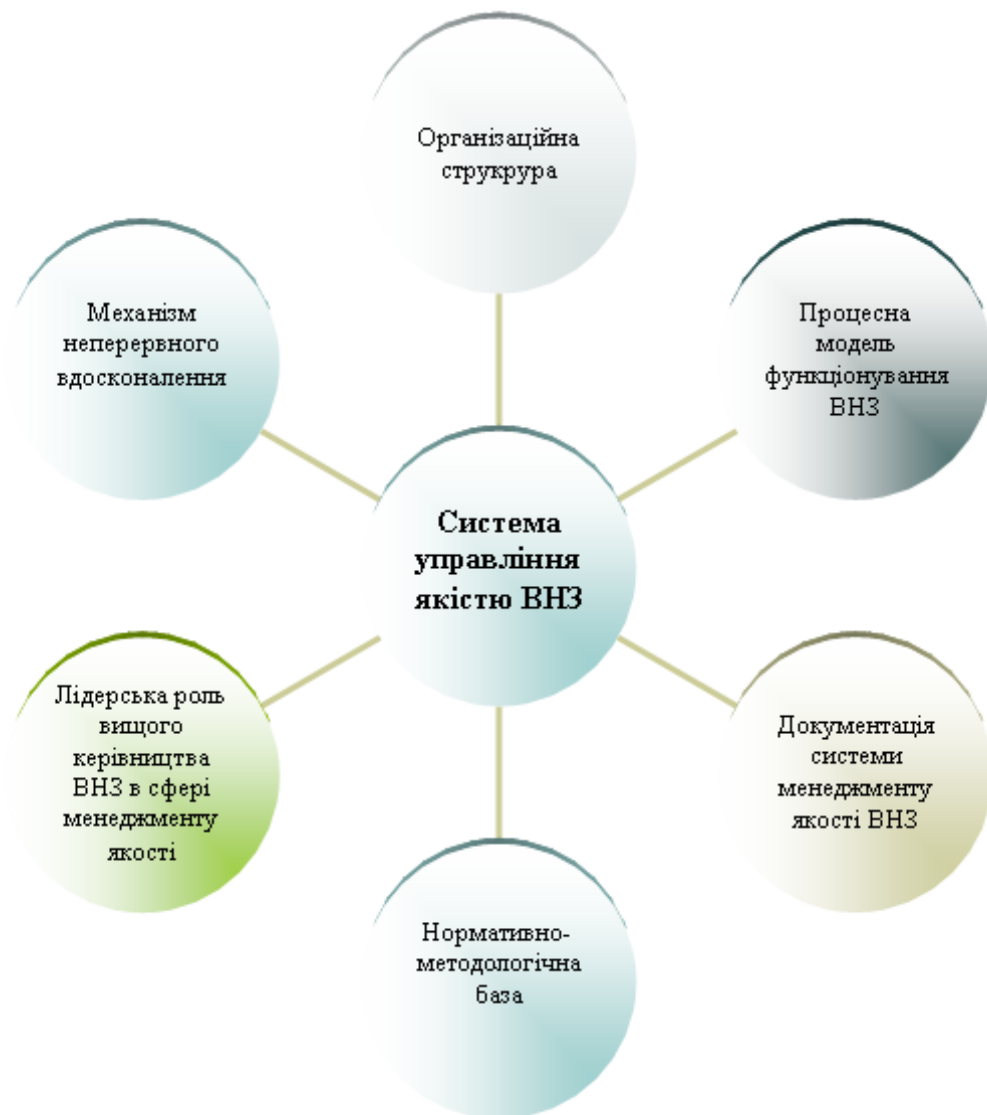 Організаційна
струкрура
Механізм
неперервного
вдосконалення
Процесна
модель
функціонування
ВНЗ
Система
управління
якістю ВНЗ
Лідерська роль
вищого
керівництва
ВНЗ в сфері
менеджменту
якості
Документація
системи
менеджменту
якості ВНЗ
Нормативно-
методологічна
база